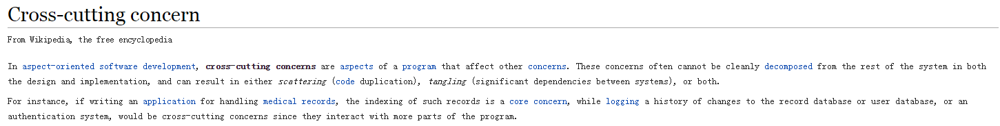 Cross-cutting concern
From Wikipedia, the free encyclopedia
In aspect-oriented software development, cross-cutting concerns are aspects of a program that affect other concerns. These concerns often cannot be cleanly decomposed from the rest of the system in both
the design and implementation, and can result in either scattering (code duplication), tangling (significant dependencies between systems), or both.
For instance, if writing an application for handling medical records, the indexing of such records is a core concern, while logging a history of changes to the record database or user database, or an
authentication system, would be cross-cutting concerns since they interact with more parts of the program.